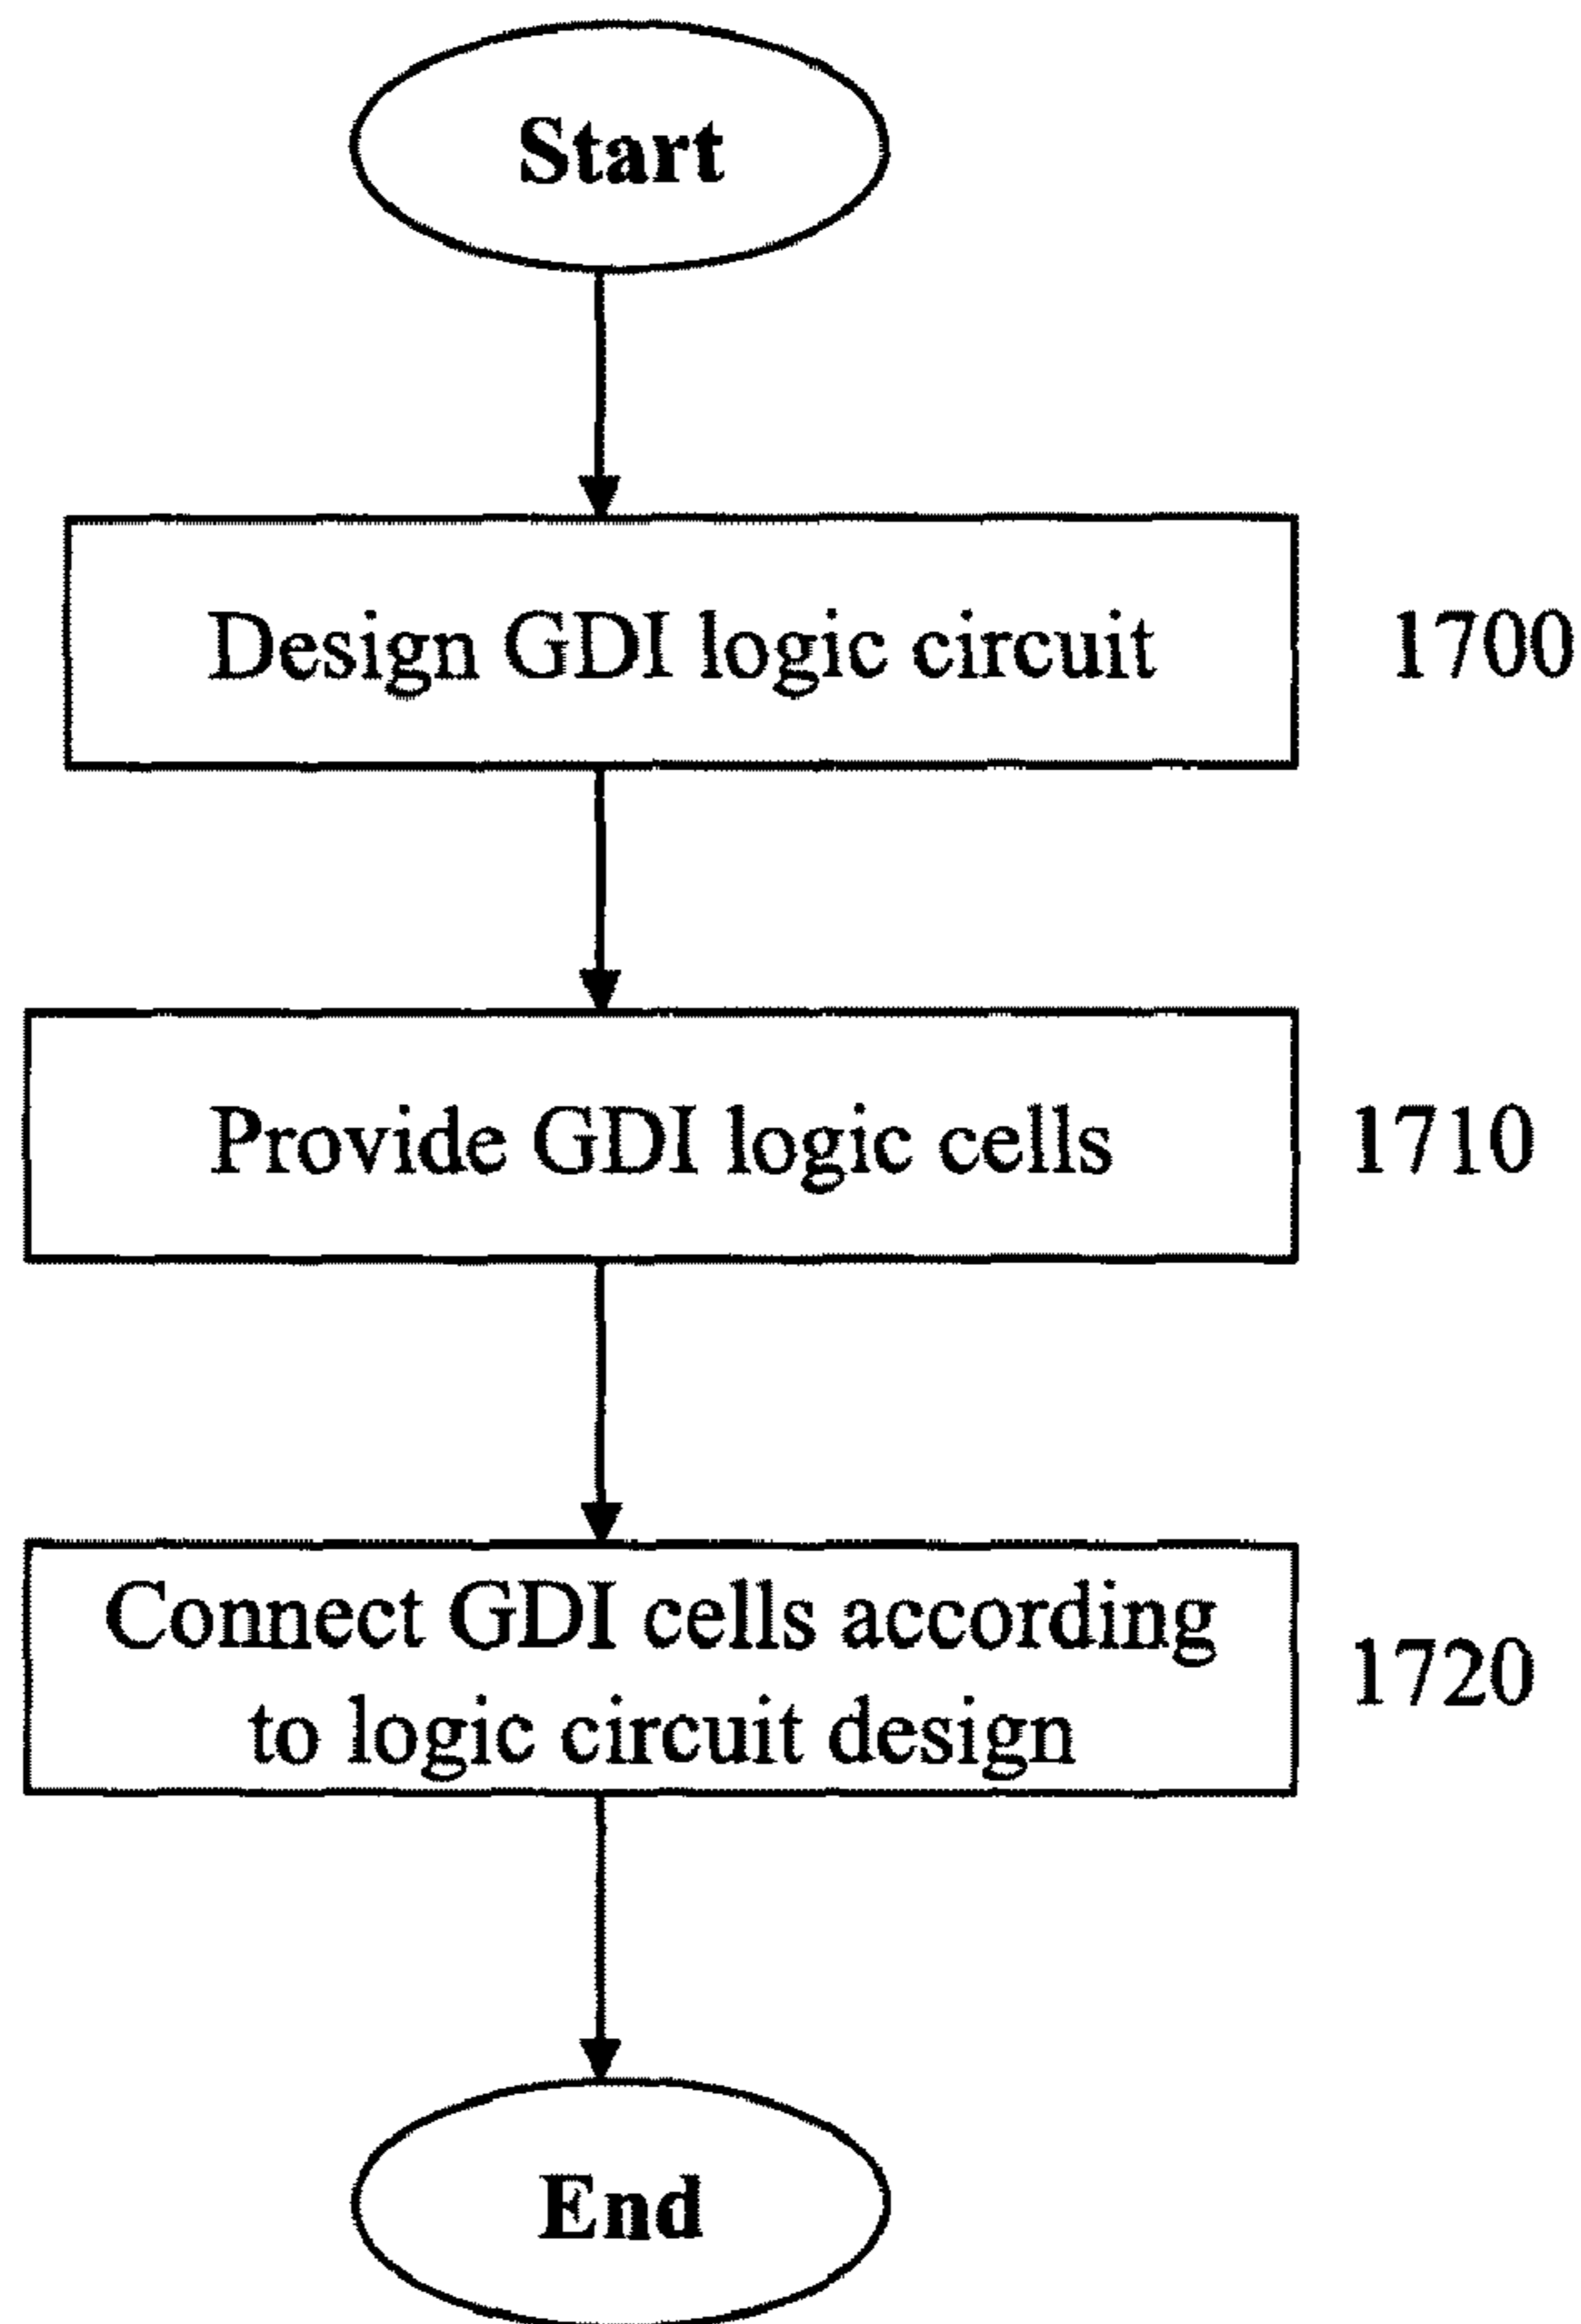 Start
Design GDI logic circuit
1700
Provide GDI logic cells
1710
Connect GDI cells according
to logic circuit design
1720
End